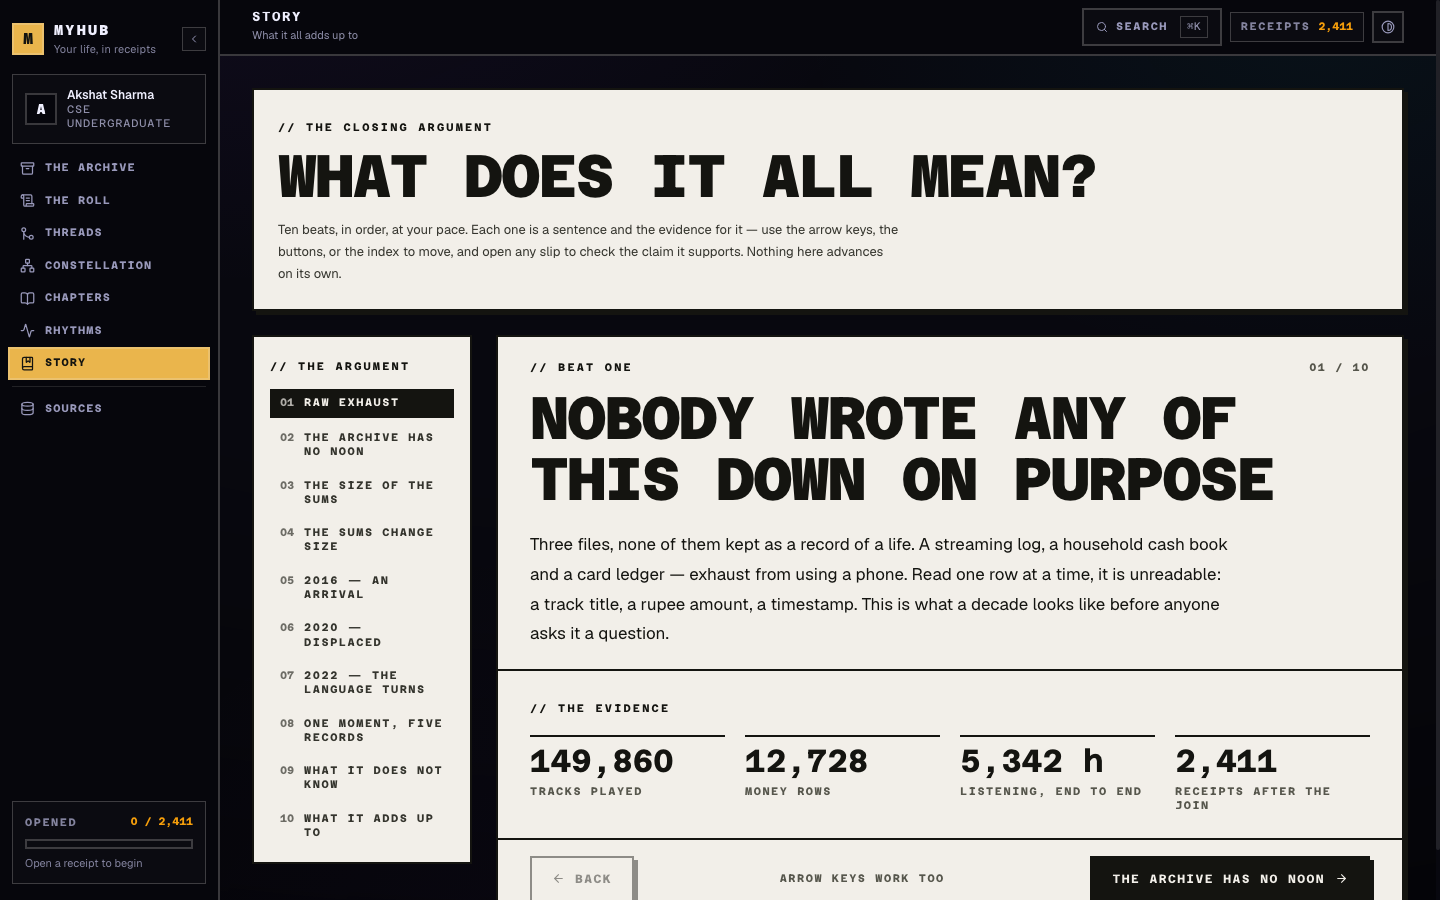 M
MYHUB
Your life, in receipts
A
Akshat Sharma
CSE
UNDERGRADUATE
THE ARCHIVE
THE ROLL
THREADS
CONSTELLATION
CHAPTERS
RHYTHMS
STORY
SOURCES
OPENED 0 / 2,411
Open a receipt to begin
STORY
What it all adds up to
SEARCH ⌘K
RECEIPTS 2,411
// THE CLOSING ARGUMENT
WHAT DOES IT ALL MEAN?
Ten beats, in order, at your pace. Each one is a sentence and the evidence for it — use the arrow keys, the
buttons, or the index to move, and open any slip to check the claim it supports. Nothing here advances
on its own.
// THE ARGUMENT
01 RAW EXHAUST
02 THE ARCHIVE HAS
NO NOON
03 THE SIZE OF THE
SUMS
04 THE SUMS CHANGE
SIZE
05 2016 — AN
ARRIVAL
06 2020 —
DISPLACED
07 2022 — THE
LANGUAGE TURNS
08 ONE MOMENT, FIVE
RECORDS
09 WHAT IT DOES NOT
KNOW
10 WHAT IT ADDS UP
TO
// BEAT ONE
01 / 10
NOBODY WROTE ANY OF
THIS DOWN ON PURPOSE
Three files, none of them kept as a record of a life. A streaming log, a household cash book
and a card ledger — exhaust from using a phone. Read one row at a time, it is unreadable:
a track title, a rupee amount, a timestamp. This is what a decade looks like before anyone
asks it a question.
// THE EVIDENCE
149,860
TRACKS PLAYED
12,728
MONEY ROWS
5,342 h
LISTENING, END TO END
2,411
RECEIPTS AFTER THE
JOIN
← BACK
ARROW KEYS WORK TOO
THE ARCHIVE HAS NO NOON →